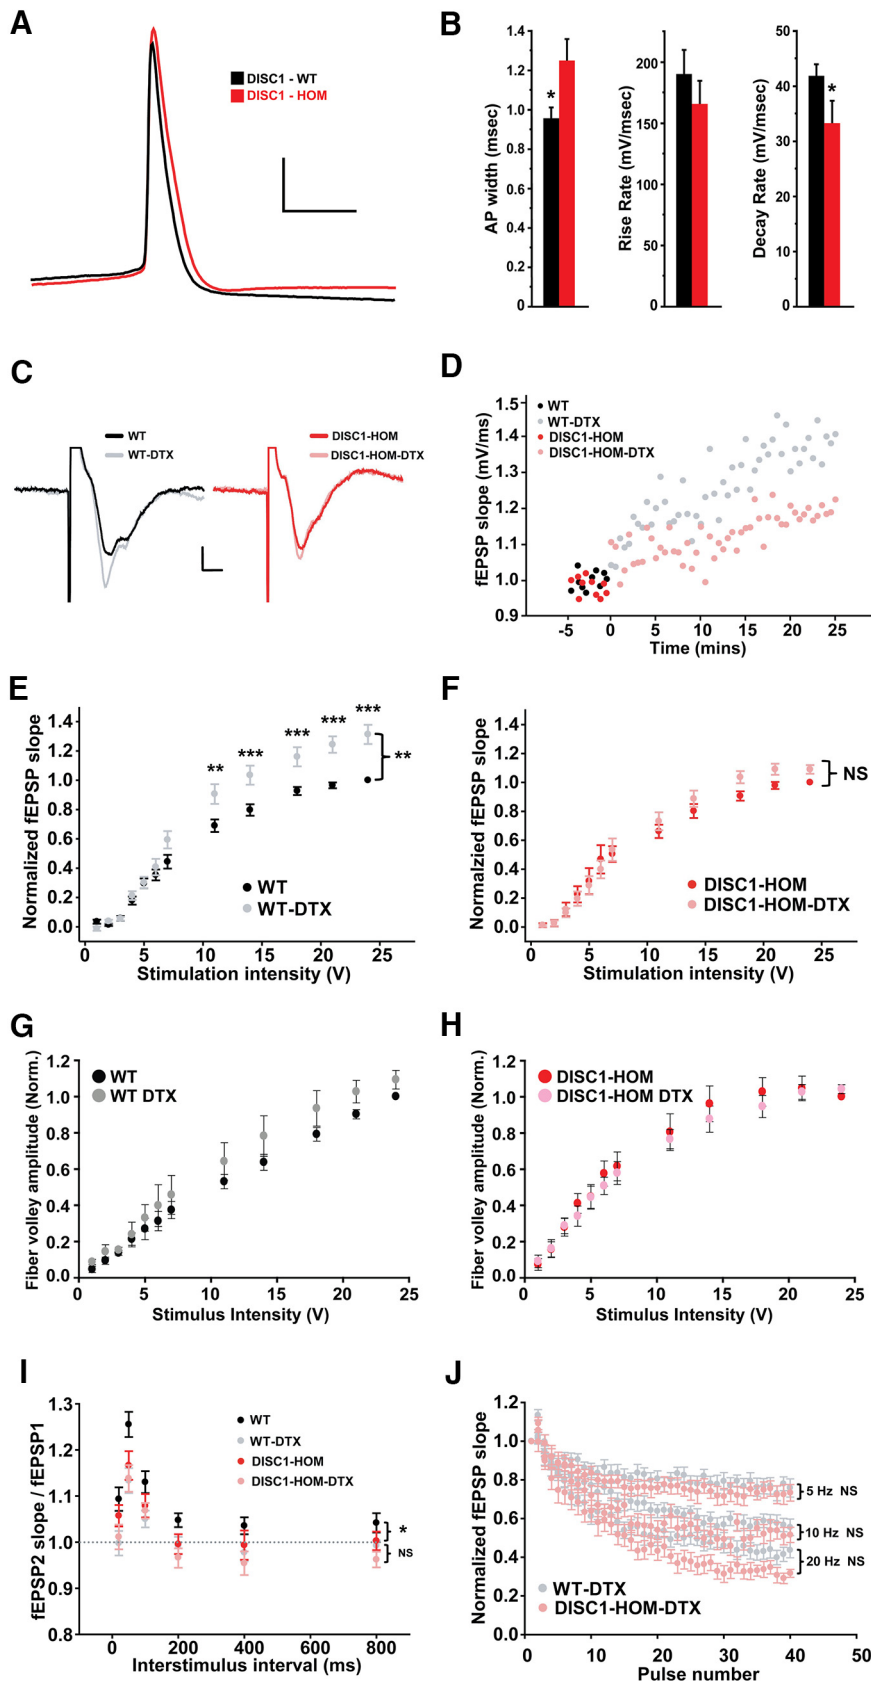 A
DISC1 - WT
DISC1 - HOM
B
AP width (msec)
1.4
1.2
1.0
0.8
0.6
0.4
0.2
0
*
Rise Rate (mV/msec)
200
150
100
50
0
Decay Rate (mV/msec)
50
40
30
20
10
0
*
C
WT
WT-DTX
DISC1-HOM
DISC1-HOM-DTX
D
fEPSP slope (mV/ms)
1.5
1.4
1.3
1.2
1.1
1.0
0.9
WT
WT-DTX
DISC1-HOM
DISC1-HOM-DTX
-5 0 5 10 15 20 25
Time (mins)
E
Normalized fEPSP slope
1.4
1.2
1.0
0.8
0.6
0.4
0.2
0.0
** *** *** *** ***
**
WT
WT-DTX
0 5 10 15 20 25
Stimulation intensity (V)
F
Normalzied fEPSP slope
1.4
1.2
1.0
0.8
0.6
0.4
0.2
0.0
NS
DISC1-HOM
DISC1-HOM-DTX
0 5 10 15 20 25
Stimulation intensity (V)
G
Fiber volley amplitude (Norm.)
1.2
1.0
0.8
0.6
0.4
0.2
0.0
WT
WT DTX
0 5 10 15 20 25
Stimulus Intensity (V)
H
Fiber volley amplitude (Norm.)
1.2
1.0
0.8
0.6
0.4
0.2
0.0
DISC1-HOM
DISC1-HOM DTX
0 5 10 15 20 25
Stimulus Intensity (V)
I
fEPSP2 slope / fEPSP1
1.3
1.2
1.1
1.0
0.9
0.8
WT
WT-DTX
DISC1-HOM
DISC1-HOM-DTX
*
NS
0 200 400 600 800
Interstimulus interval (ms)
J
Normalized fEPSP slope
1.2
1.0
0.8
0.6
0.4
0.2
0.0
5 Hz NS
10 Hz NS
20 Hz NS
WT-DTX
DISC1-HOM-DTX
0 10 20 30 40 50
Pulse number